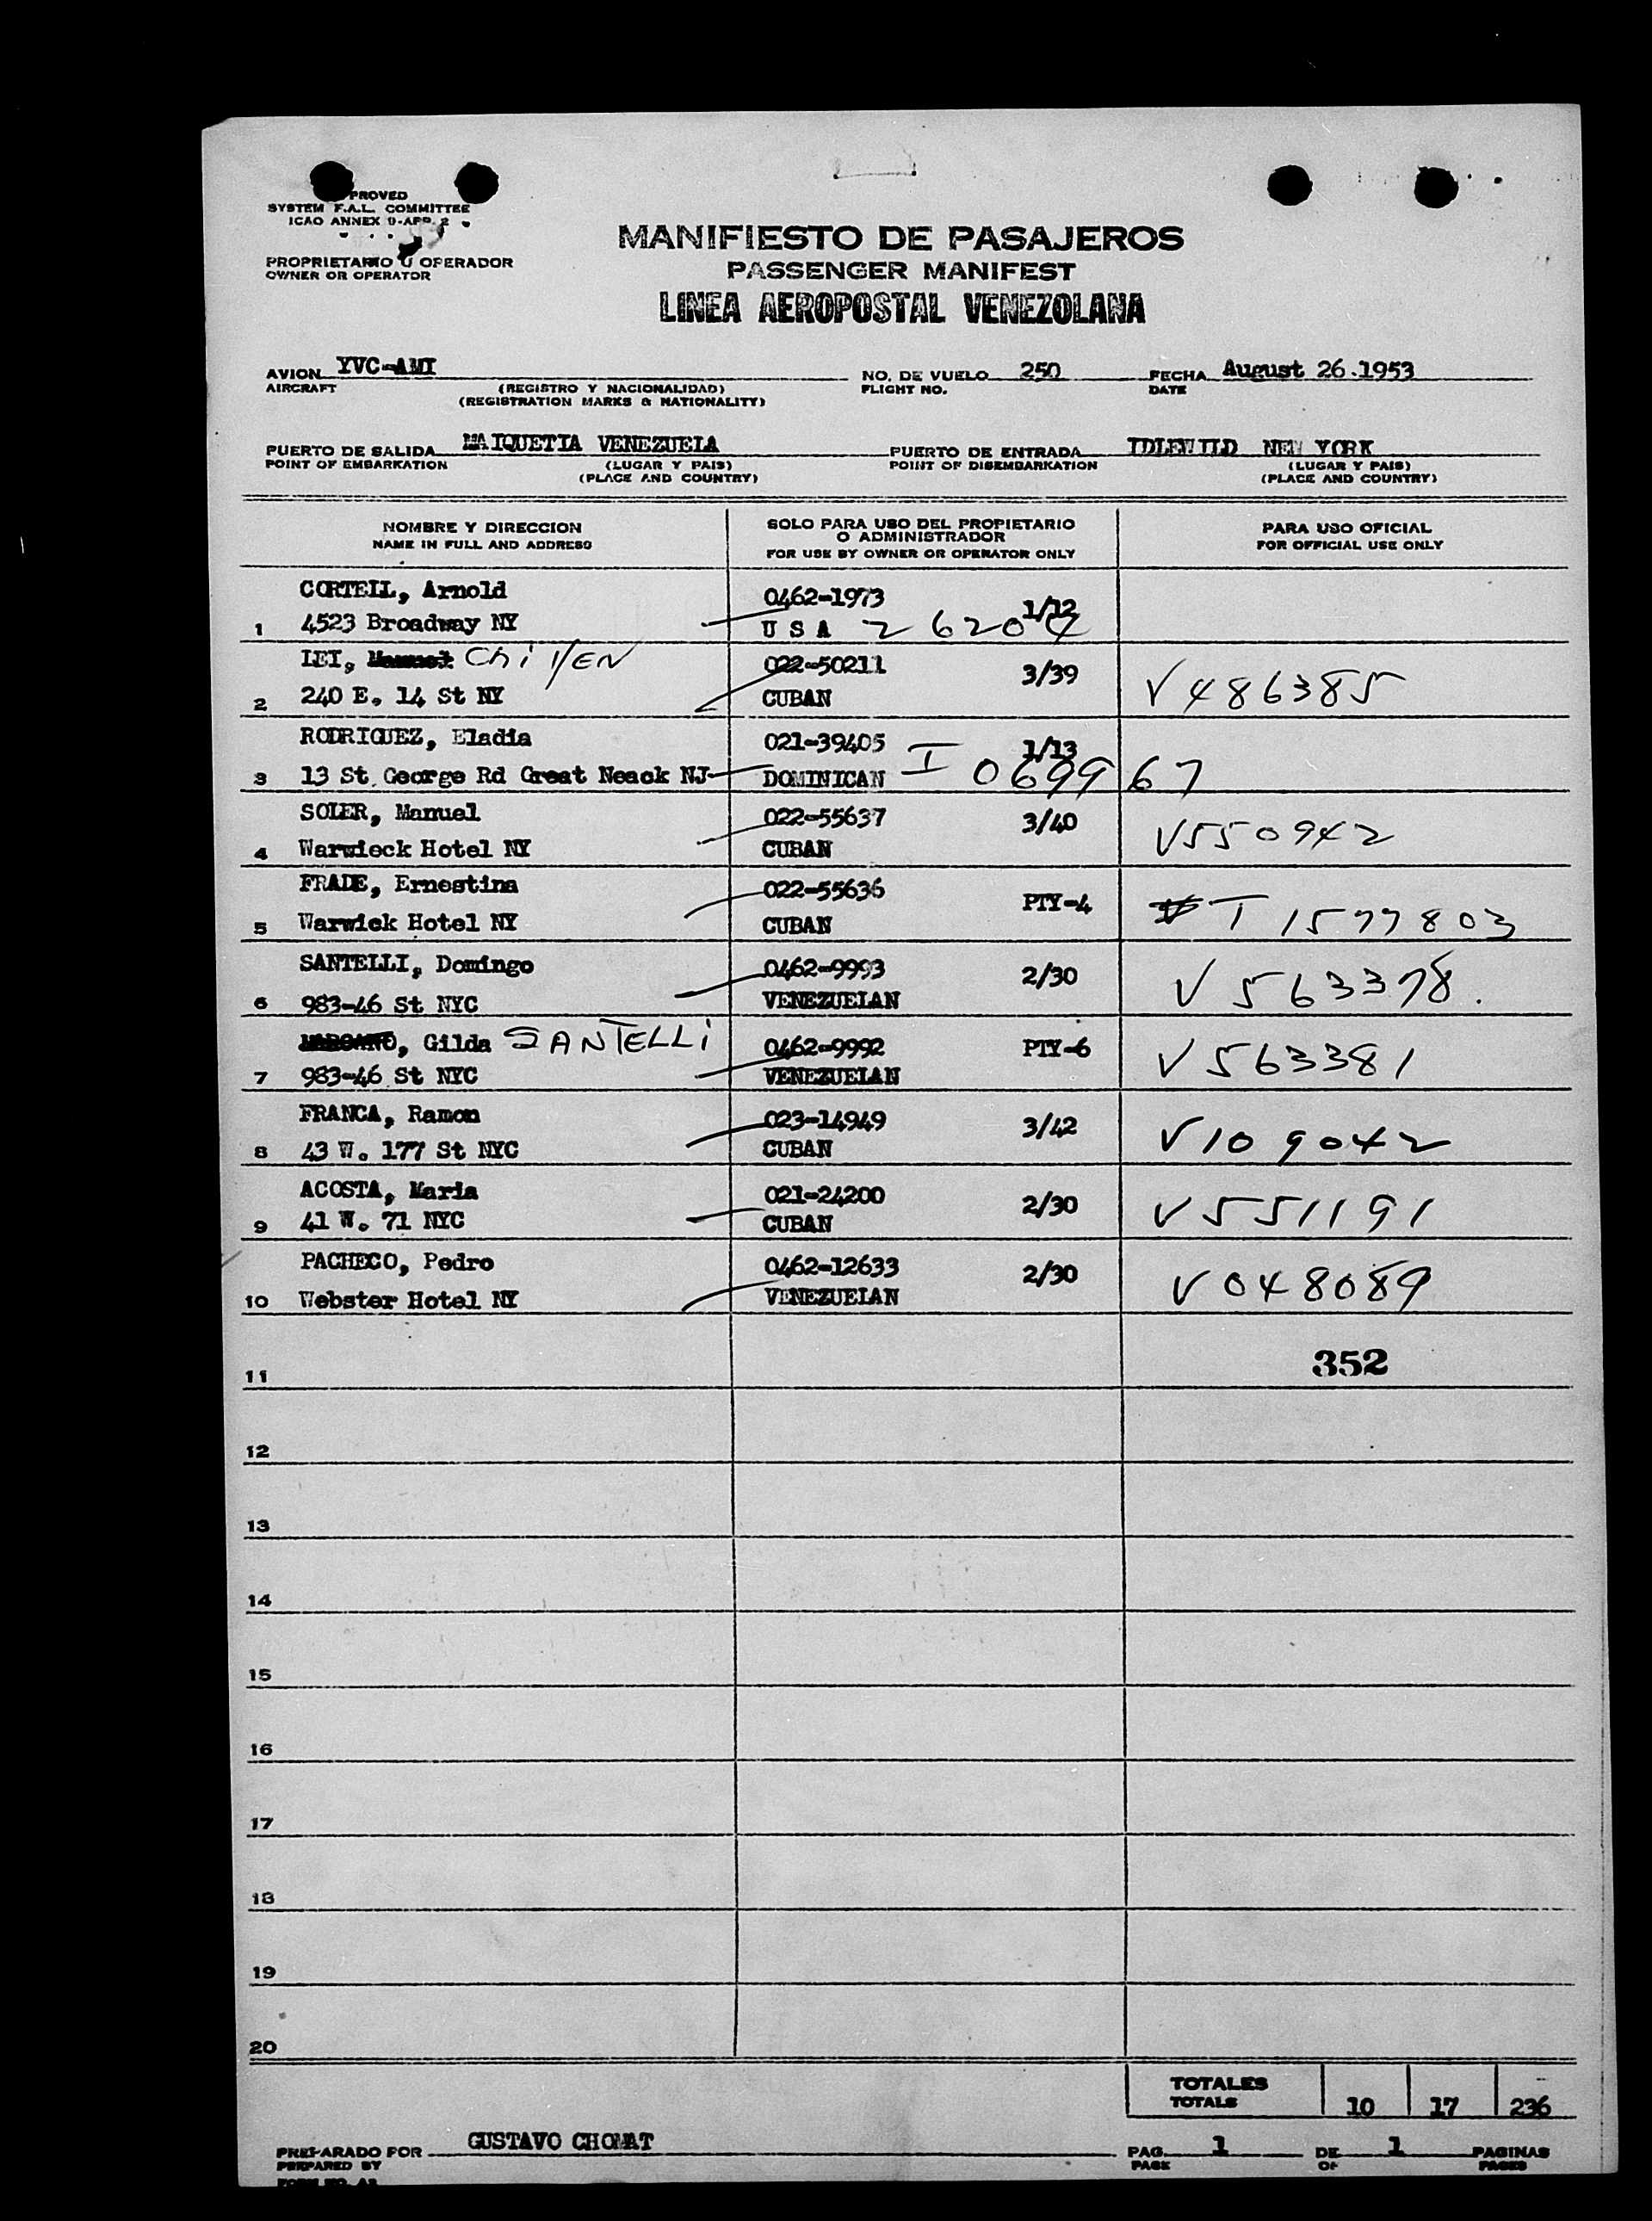 PROVED
SYSTEM F.A.L. COMMITTEE
ICAO ANNEX 9-APP. 2
PROPRIETARIO U OPERADOR
OWNER OR OPERATOR
MANIFIESTO DE PASAJEROS
PASSENGER MANIFEST
LINEA AEROPOSTAL VENEZOLANA
AVION YVC-AMI NO. DE VUELO 250 FECHA August 26.1953
AIRCRAFT (REGISTRO Y NACIONALIDAD) FLIGHT NO. DATE
(REGISTRATION MARKS & NATIONALITY)
PUERTO DE SALIDA MAIQUETIA VENEZUELA PUERTO DE ENTRADA IDLEWILD NEW YORK
POINT OF EMBARKATION (LUGAR Y PAIS) POINT OF DISEMBARKATION (LUGAR Y PAIS)
(PLACE AND COUNTRY) (PLACE AND COUNTRY)
NOMBRE Y DIRECCION SOLO PARA USO DEL PROPIETARIO PARA USO OFICIAL
O ADMINISTRADOR
NAME IN FULL AND ADDRESS FOR USE BY OWNER OR OPERATOR ONLY FOR OFFICIAL USE ONLY
CORTELL, Arnold 0462-1973 1/12
1 4523 Broadway NY U S A 26204
LEI, Chi YEN 022-50211 3/39
2 240 E. 14 St NY CUBAN V486385
RODRIGUEZ, Eladia 021-39405 1/13
3 13 St. George Rd Great Neack NJ DOMINICAN I 069967
SOLER, Manuel 022-55637 3/40
4 Warwieck Hotel NY CUBAN V550942
FRADE, Ernestina 022-55636 PTY-4
5 Warwick Hotel NY CUBAN T 1577803
SANTELLI, Domingo 0462-9993 2/30
6 983-46 St NYC VENEZUELAN V 563378.
, Gilda SANTELLI 0462-9992 PTY-6
7 983-46 St NYC VENEZUELAN V563381
FRANCA, Ramon 023-14949 3/42
8 43 W. 177 St NYC CUBAN V109042
ACOSTA, Maria 021-24200 2/30
9 41 W. 71 NYC CUBAN V551191
PACHECO, Pedro 0462-12633 2/30
10 Webster Hotel NY VENEZUELAN V048089
11 352
12
13
14
15
16
17
18
19
20
TOTALES
TOTALS 10 17 236
PREPARADO POR GUSTAVO CHOMAT PAG. 1 DE 1 PAGINAS
PREPARED BY PAGE OF PAGES
FORM NO. A3